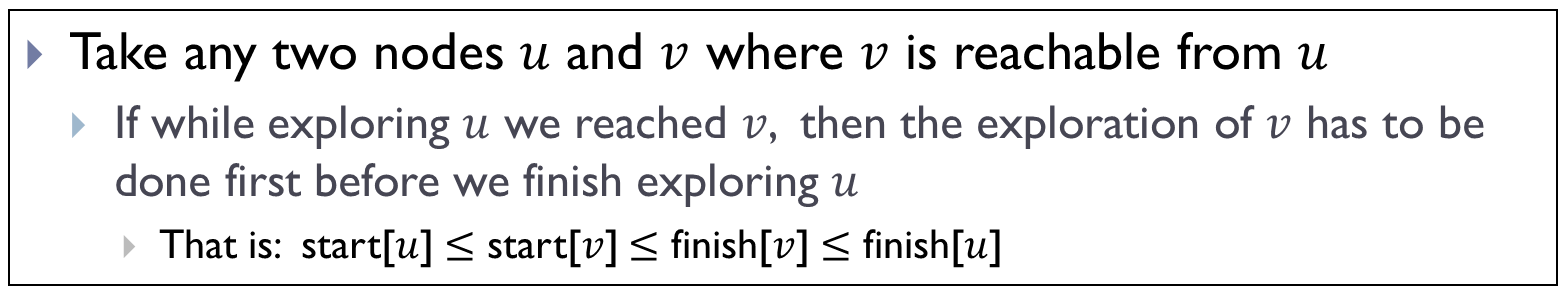 Take any two nodes u and v where v is reachable from u
If while exploring u we reached v, then the exploration of v has to be
done first before we finish exploring u
That is: start[u] ≤ start[v] ≤ finish[v] ≤ finish[u]